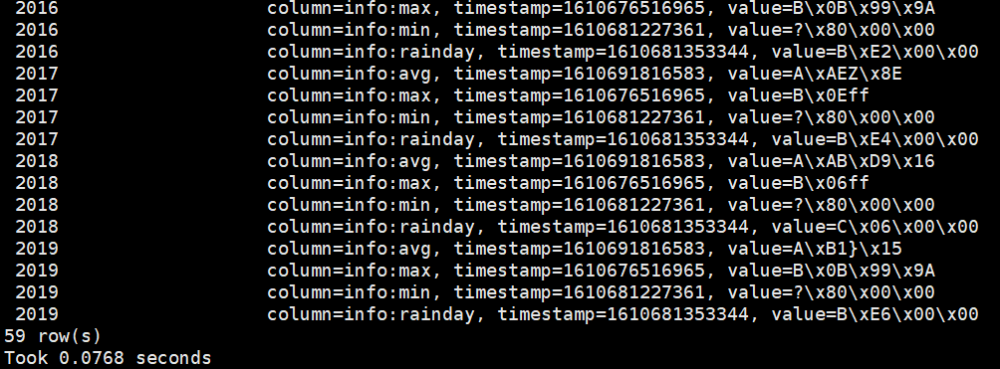 2016 column=info:max, timestamp=1610676516965, value=B\x0B\x99\x9A
2016 column=info:min, timestamp=1610681227361, value=?\x80\x00\x00
2016 column=info:rainday, timestamp=1610681353344, value=B\xE2\x00\x00
2017 column=info:avg, timestamp=1610691816583, value=A\xAEZ\x8E
2017 column=info:max, timestamp=1610676516965, value=B\x0Eff
2017 column=info:min, timestamp=1610681227361, value=?\x80\x00\x00
2017 column=info:rainday, timestamp=1610681353344, value=B\xE4\x00\x00
2018 column=info:avg, timestamp=1610691816583, value=A\xAB\xD9\x16
2018 column=info:max, timestamp=1610676516965, value=B\x06ff
2018 column=info:min, timestamp=1610681227361, value=?\x80\x00\x00
2018 column=info:rainday, timestamp=1610681353344, value=C\x06\x00\x00
2019 column=info:avg, timestamp=1610691816583, value=A\xB1}\x15
2019 column=info:max, timestamp=1610676516965, value=B\x0B\x99\x9A
2019 column=info:min, timestamp=1610681227361, value=?\x80\x00\x00
2019 column=info:rainday, timestamp=1610681353344, value=B\xE6\x00\x00
59 row(s)
Took 0.0768 seconds